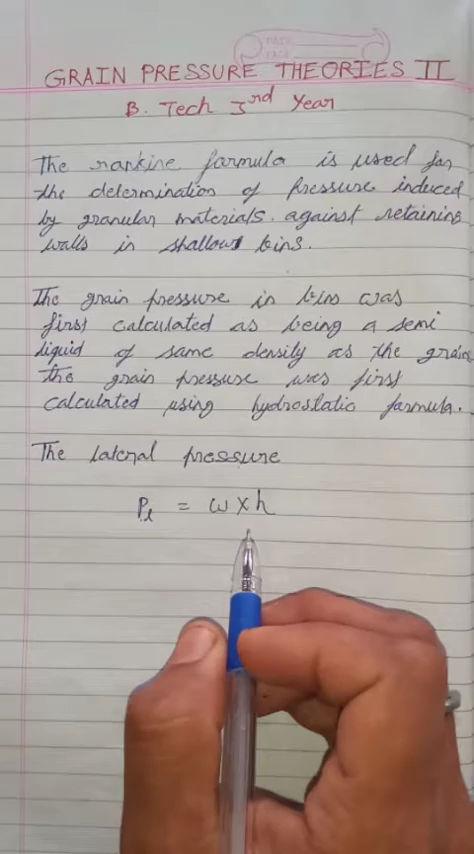 GRAIN PRESSURE THEORIES II
B. Tech 3rd Year
The rankine formula is used for
the determination of pressure induced
by granular materials. against retaining
walls in shallow bins.
The grain pressure in bins was
first calculated as being a semi
liquid of same density as the grain
the grain pressure was first
calculated using hydrostatic formula.
The lateral pressure
Pl = ω × h